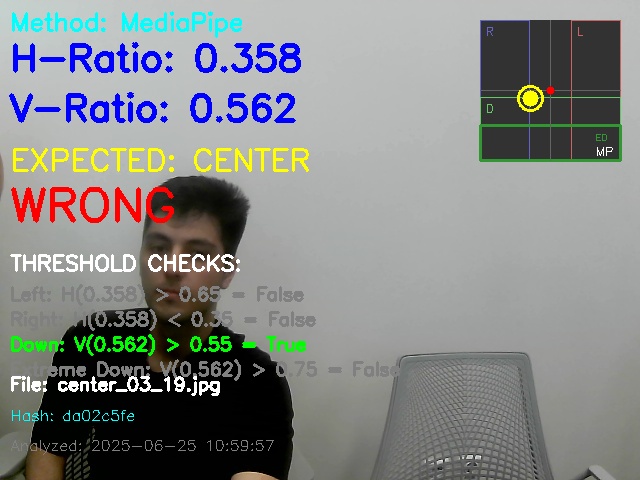 Method: MediaPipe
H-Ratio: 0.358
V-Ratio: 0.562
EXPECTED: CENTER
WRONG
THRESHOLD CHECKS:
Left: H(0.358) > 0.65 = False
Right: H(0.358) < 0.35 = False
Down: V(0.562) > 0.55 = True
Extreme Down: V(0.562) > 0.75 = False
File: center_03_19.jpg
Hash: da02c5fe
Analyzed: 2025-06-25 10:59:57
R L
D
ED
MP